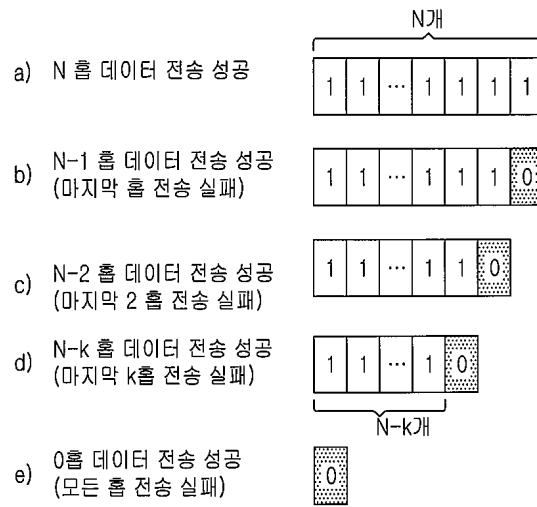 N개
a) N 홉 데이터 전송 성공
1 1 ··· 1 1 1 1
b) N-1 홉 데이터 전송 성공
(마지막 홉 전송 실패)
1 1 ··· 1 1 1 0
c) N-2 홉 데이터 전송 성공
(마지막 2 홉 전송 실패)
1 1 ··· 1 1 0
d) N-k 홉 데이터 전송 성공
(마지막 k홉 전송 실패)
1 1 ··· 1 0
N-k개
e) 0홉 데이터 전송 성공
(모든 홉 전송 실패)
0